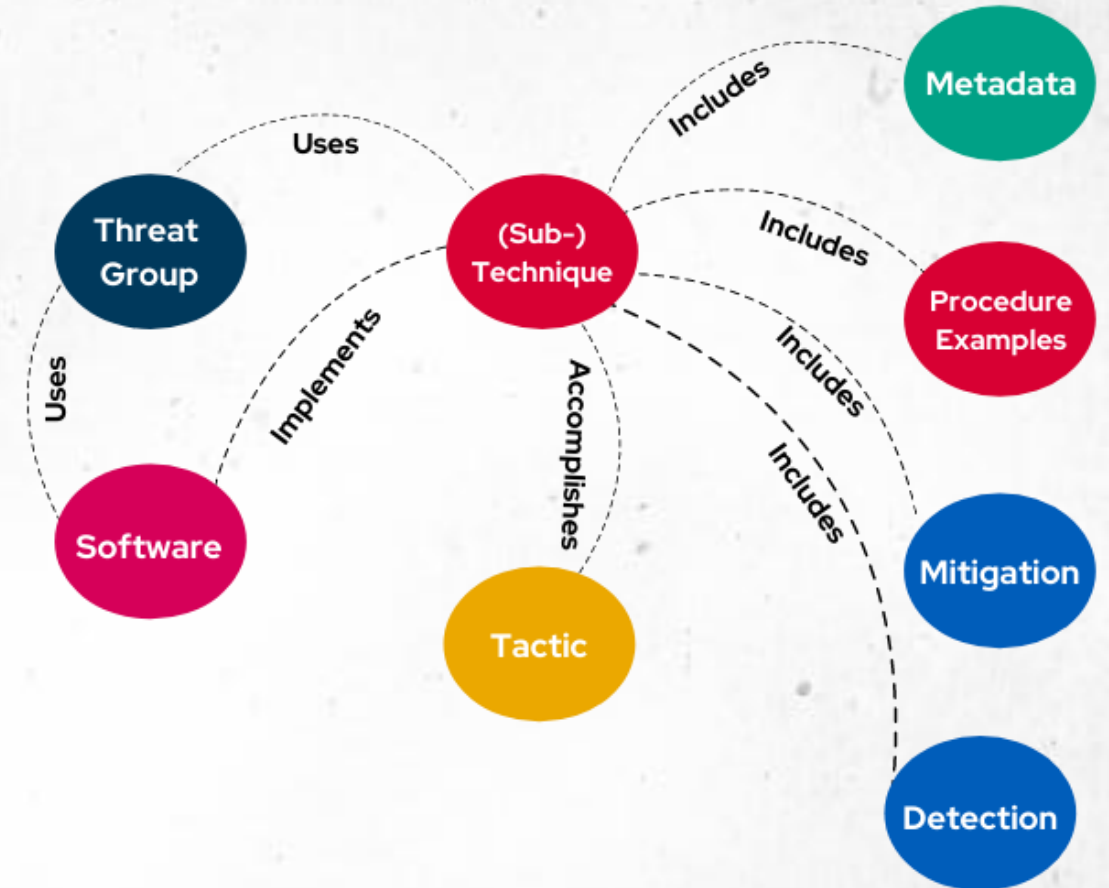 Metadata
Includes
Uses
Threat
Group
(Sub-)
Technique
Includes
Procedure
Examples
Implements
Includes
Uses
Accomplishes
Includes
Software
Mitigation
Tactic
Detection